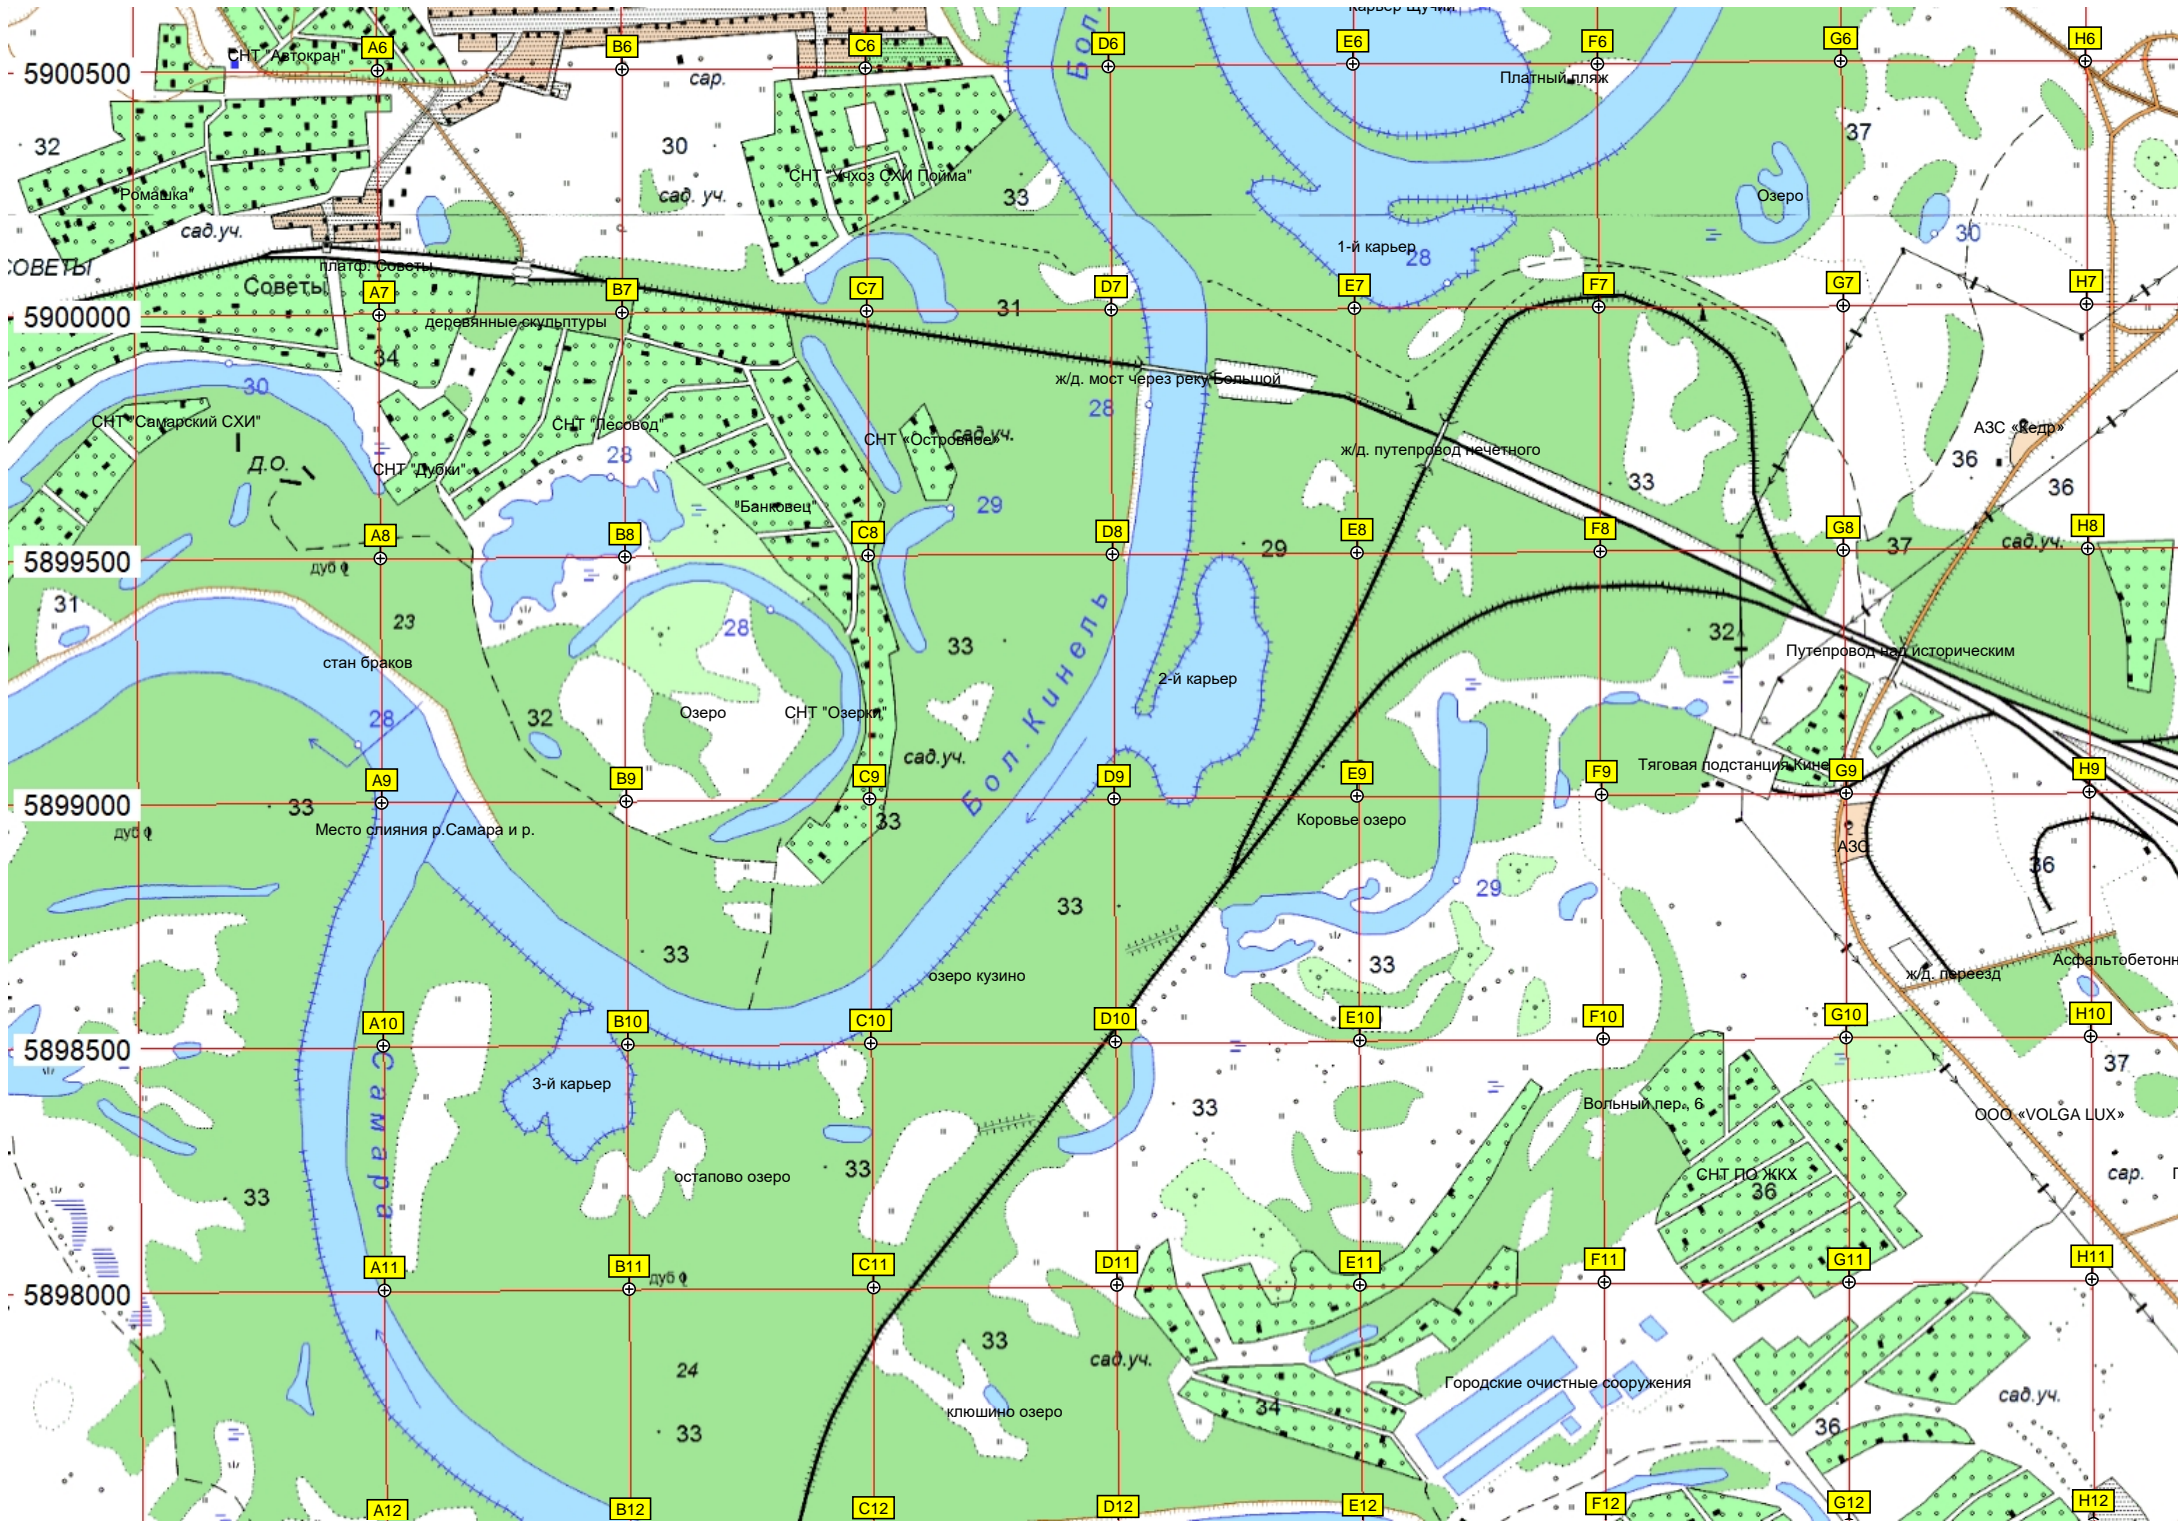 Карьер Щучий
Бол.
СНТ "Автокран"
A6
B6
C6
D6
E6
F6
G6
H6
5900500
сар.
Платный пляж
37
32
30
СНТ "Учхоз СХИ Пойма"
"Ромашка"
сад. уч.
33
Озеро
сад.уч.
30
1-й карьер
28
СОВЕТЫ
платф. Советы
Советы
A7
B7
C7
D7
E7
F7
G7
H7
5900000
31
деревянные скульптуры
34
30
ж/д. мост через реку Большой
28
СНТ "Самарский СХИ"
СНТ "Лесовод"
СНТ «Островное»
сад.уч.
АЗС «Кедр»
ж/д. путепровод нечетного
28
Д.О.
СНТ "Дубки"
36
33
36
"Банковец"
29
A8
B8
C8
D8
E8
F8
G8
H8
5899500
29
37
сад.уч.
дуб
31
23
28
32
33
Путепровод над историческим
стан браков
2-й карьер
28
32
Озеро
СНТ "Озерки"
Бол. Кинель
сад.уч.
Тяговая подстанция Кине
A9
B9
C9
D9
E9
F9
G9
H9
5899000
33
33
Коровье озеро
дуб
Место слияния р.Самара и р.
АЗС
36
29
33
33
33
озеро кузино
ж/д. переезд
Асфальтобетонн
A10
B10
C10
D10
E10
F10
G10
H10
5898500
37
3-й карьер
Самара
33
Вольный пер., 6
ООО «VOLGA LUX»
33
остапово озеро
СНТ ПО ЖКХ
сар.
33
36
A11
B11
C11
D11
E11
F11
G11
H11
дуб
5898000
33
сад.уч.
24
Городские очистные сооружения
сад.уч.
клюшино озеро
34
33
36
A12
B12
C12
D12
E12
F12
G12
H12